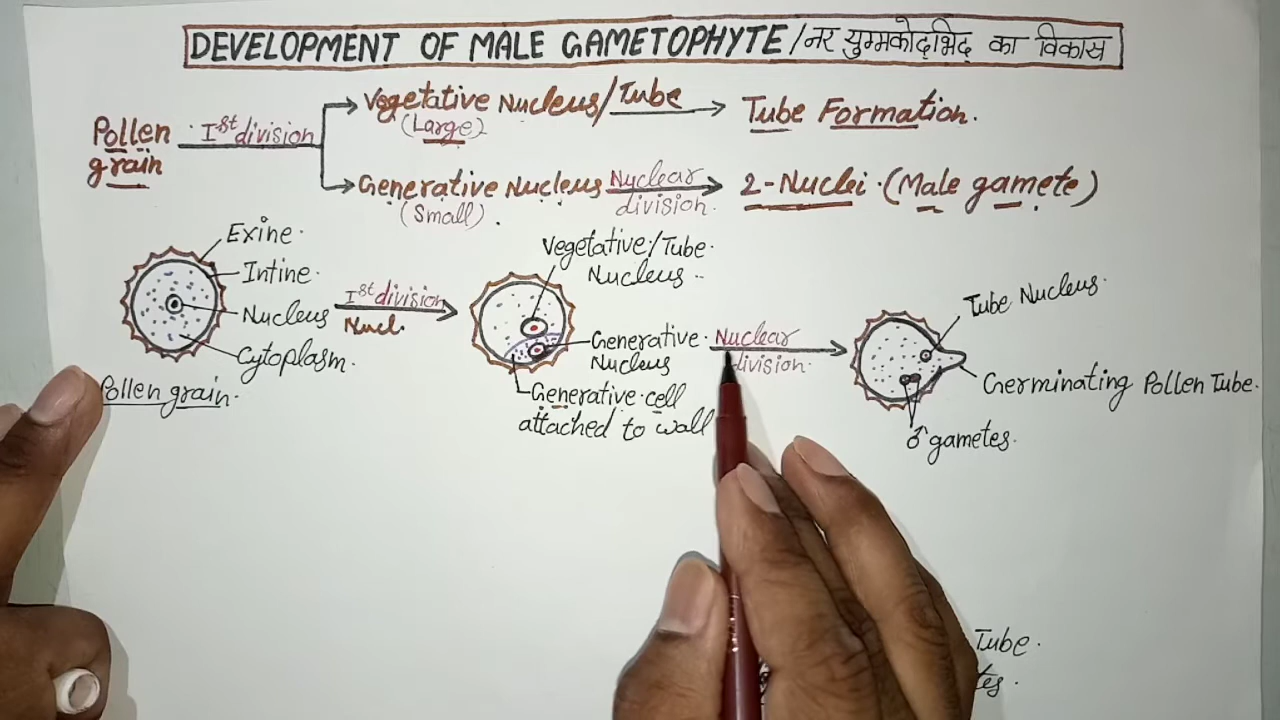 DEVELOPMENT OF MALE GAMETOPHYTE/नर युग्मकोद्भिद् का विकास
Vegetative Nucleus/Tube
(Large)
Tube Formation.
Pollen
grain
Ist division
Generative Nucleus
(Small).
Nuclear
division.
2-Nuclei.(Male gamete)
Exine.
Intine.
Nucleus
Cytoplasm.
Pollen grain.
Ist division
Nucl.
Vegetative/Tube.
Nucleus..
Generative.
Nucleus
Generative cell
attached to wall
Nuclear
division.
Tube Nucleus.
Germinating Pollen Tube.
♂ gametes.
Tube.